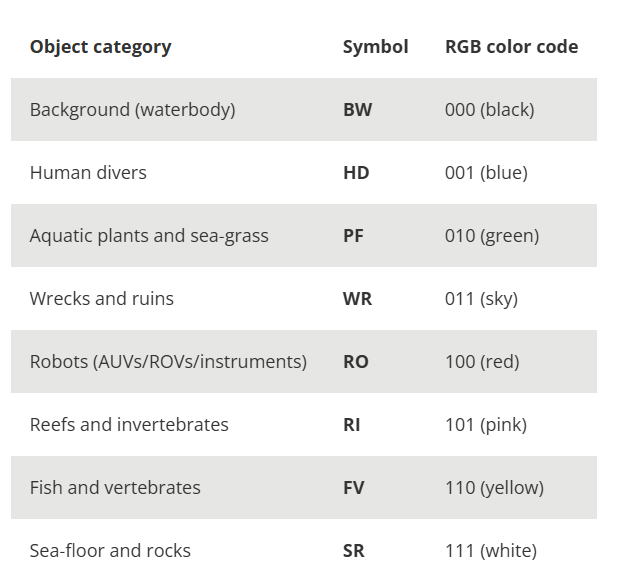 Object category Symbol RGB color code
Background (waterbody) BW 000 (black)
Human divers HD 001 (blue)
Aquatic plants and sea-grass PF 010 (green)
Wrecks and ruins WR 011 (sky)
Robots (AUVs/ROVs/instruments) RO 100 (red)
Reefs and invertebrates RI 101 (pink)
Fish and vertebrates FV 110 (yellow)
Sea-floor and rocks SR 111 (white)